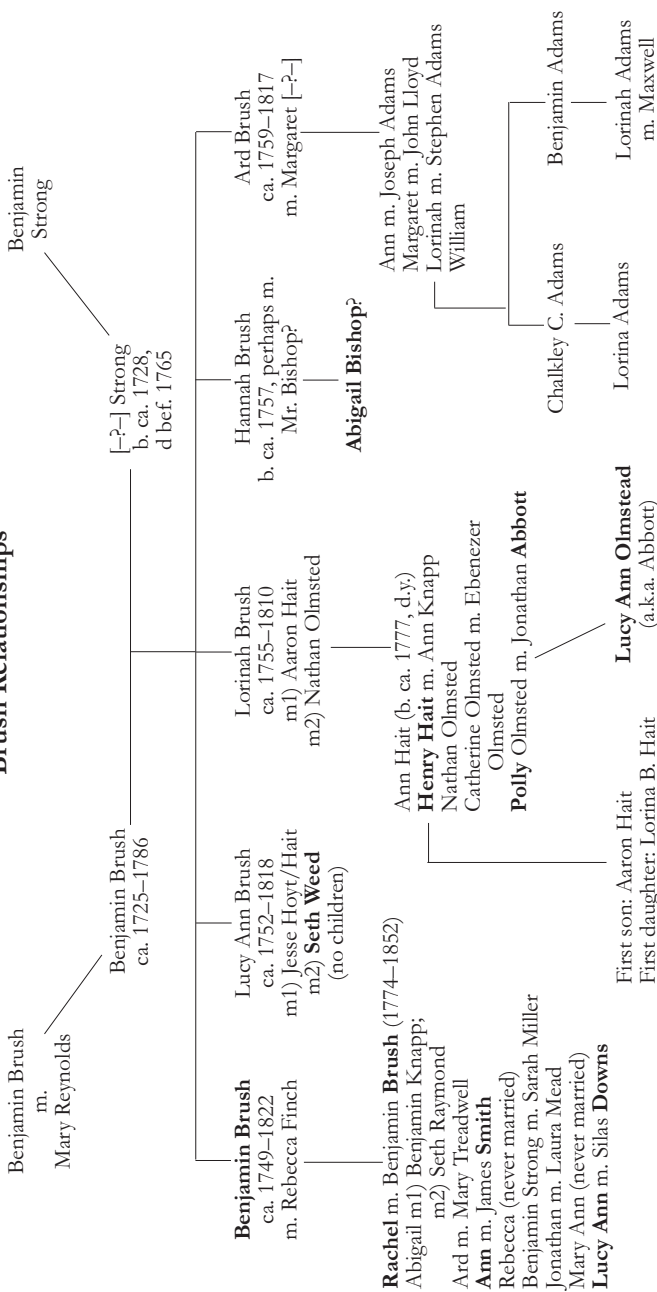 Brush Relationships
Benjamin Brush
m.
Mary Reynolds
Benjamin
Strong
Benjamin Brush
ca. 1725–1786
[–?–] Strong
b. ca. 1728,
d bef. 1765
Benjamin Brush
ca. 1749–1822
m. Rebecca Finch
Lucy Ann Brush
ca. 1752–1818
m1) Jesse Hoyt/Hait
m2) Seth Weed
(no children)
Lorinah Brush
ca. 1755–1810
m1) Aaron Hait
m2) Nathan Olmsted
Hannah Brush
b. ca. 1757, perhaps m.
Mr. Bishop?
Ard Brush
ca. 1759–1817
m. Margaret [–?–]
Rachel m. Benjamin Brush (1774–1852)
Abigail m1) Benjamin Knapp;
m2) Seth Raymond
Ard m. Mary Treadwell
Ann m. James Smith
Rebecca (never married)
Benjamin Strong m. Sarah Miller
Jonathan m. Laura Mead
Mary Ann (never married)
Lucy Ann m. Silas Downs
Ann Hait (b. ca. 1777, d.y.)
Henry Hait m. Ann Knapp
Nathan Olmsted
Catherine Olmsted m. Ebenezer
Olmsted
Polly Olmsted m. Jonathan Abbott
Abigail Bishop?
Ann m. Joseph Adams
Margaret m. John Lloyd
Lorinah m. Stephen Adams
William
First son: Aaron Hait
First daughter: Lorina B. Hait
Lucy Ann Olmstead
(a.k.a. Abbott)
Chalkley C. Adams
Benjamin Adams
Lorina Adams
Lorinah Adams
m. Maxwell